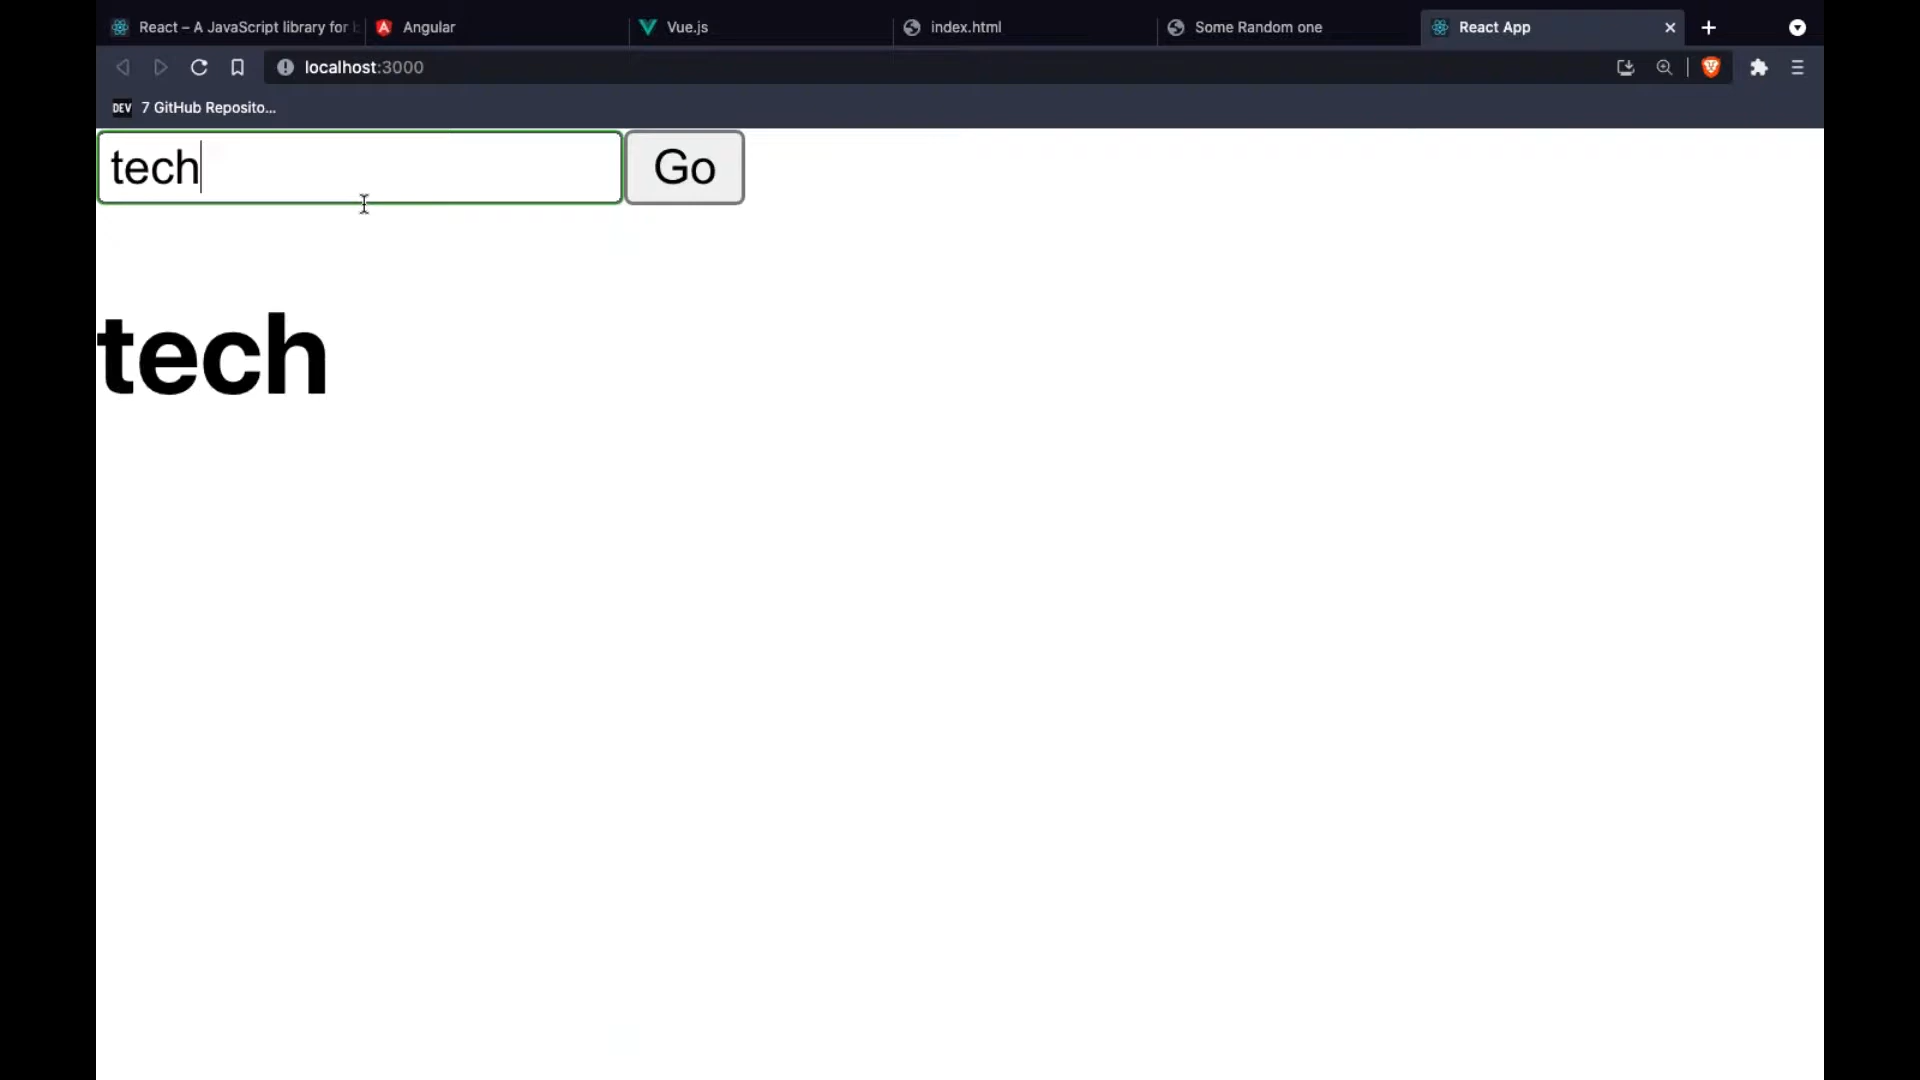 React – A JavaScript library for
Angular
Vue.js
index.html
Some Random one
React App
localhost:3000
DEV 7 GitHub Reposito...
tech
Go
tech